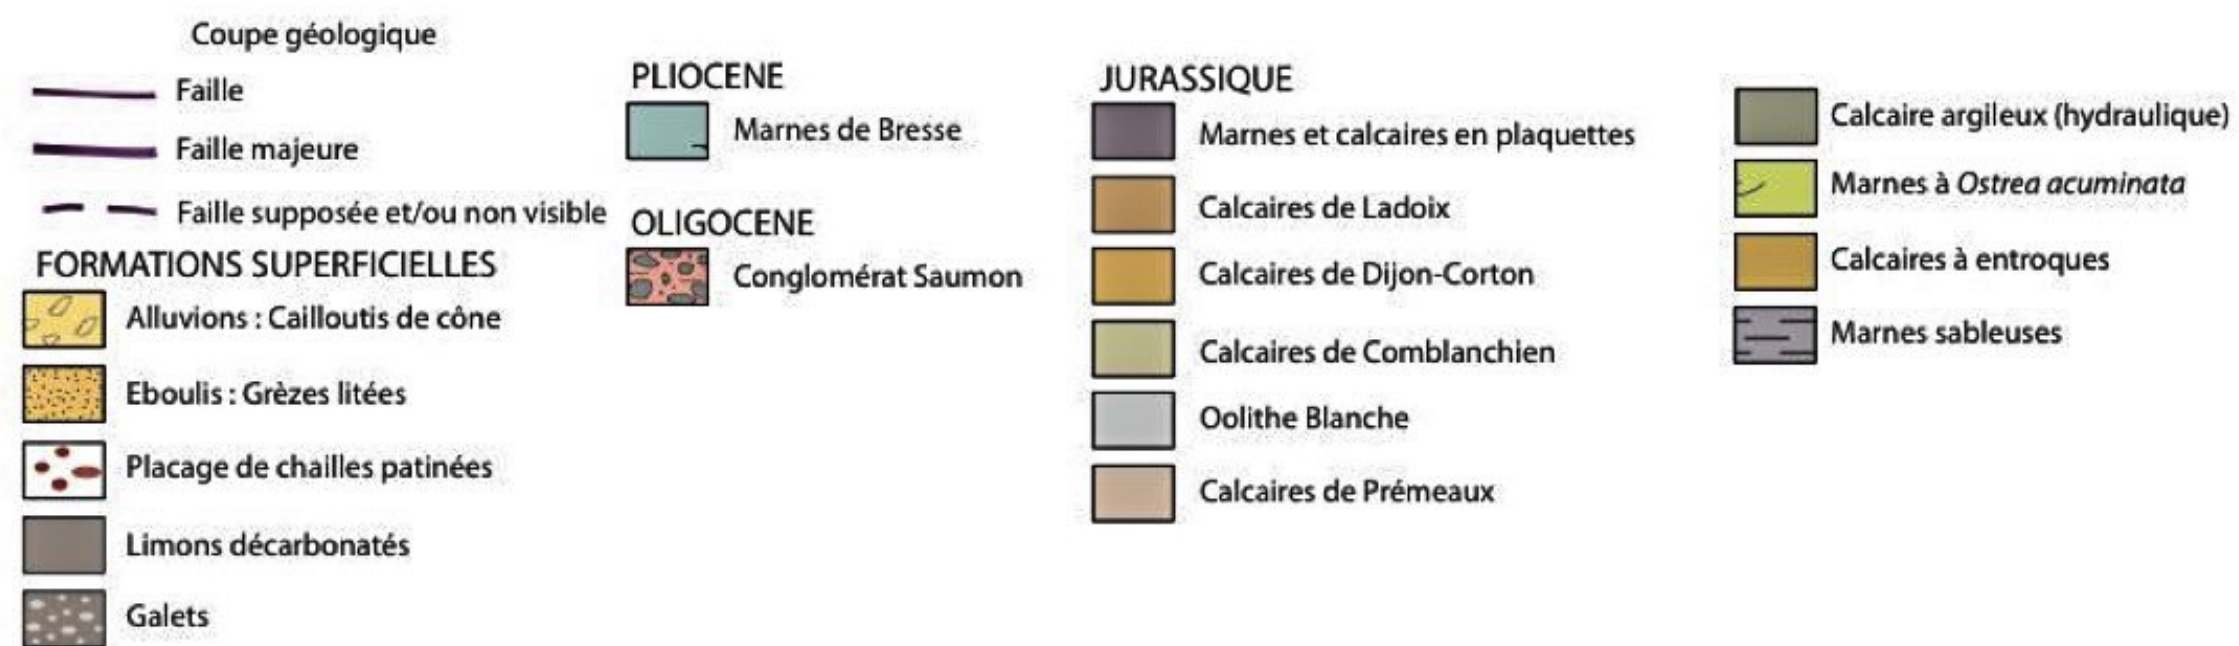 Coupe géologique
Faille
Faille majeure
Faille supposée et/ou non visible
FORMATIONS SUPERFICIELLES
Alluvions : Cailloutis de cône
Eboulis : Grèzes litées
Placage de chailles patinées
Limons décarbonatés
Galets
PLIOCENE
Marnes de Bresse
OLIGOCENE
Conglomérat Saumon
JURASSIQUE
Marnes et calcaires en plaquettes
Calcaires de Ladoix
Calcaires de Dijon-Corton
Calcaires de Comblanchien
Oolithe Blanche
Calcaires de Prémeaux
Calcaire argileux (hydraulique)
Marnes à Ostrea acuminata
Calcaires à entroques
Marnes sableuses